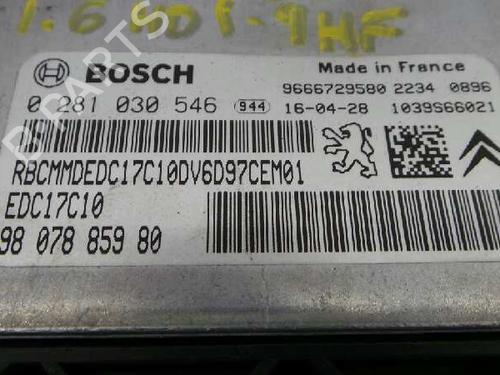 1.6 HDI-9HF
BOSCH
Made in France
9666729580 2234 0896
0 281 030 546 944 16-04-28 1039S66021
RBCMMDEDC17C10DV6D97CEM01
EDC17C10
98 078 859 80